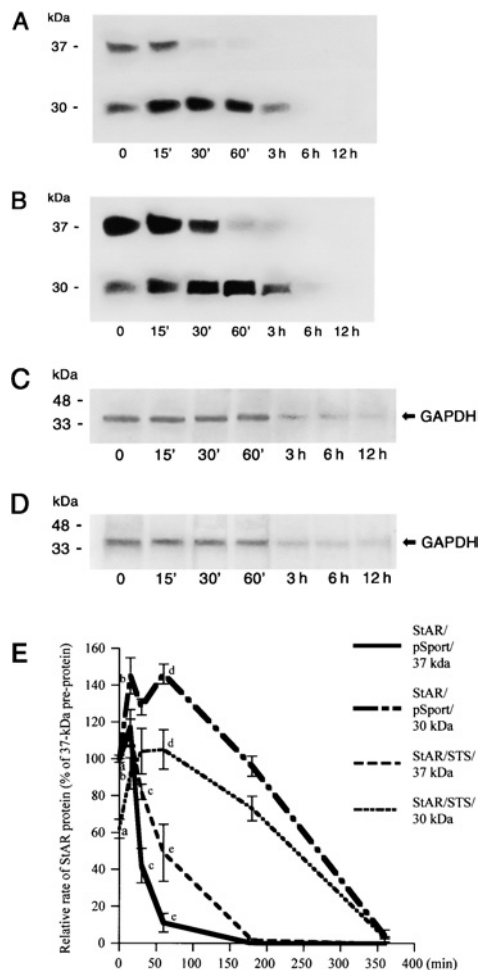 A
kDa
37 -
30 -
0 15' 30' 60' 3 h 6 h 12 h
B
kDa
37 -
30 -
0 15' 30' 60' 3 h 6 h 12 h
C
kDa
48 -
33 -
GAPDH
0 15' 30' 60' 3 h 6 h 12 h
D
kDa
48 -
33 -
GAPDH
0 15' 30' 60' 3 h 6 h 12 h
E
Relative rate of StAR protein (% of 37-kDa pre-protein)
160
140
120
100
80
60
40
20
0
b
d
b
d
c
a
c
e
e
0 50 100 150 200 250 300 350 400 (min)
StAR/
pSport/
37 kda
StAR/
pSport/
30 kDa
StAR/STS/
37 kDa
StAR/STS/
30 kDa